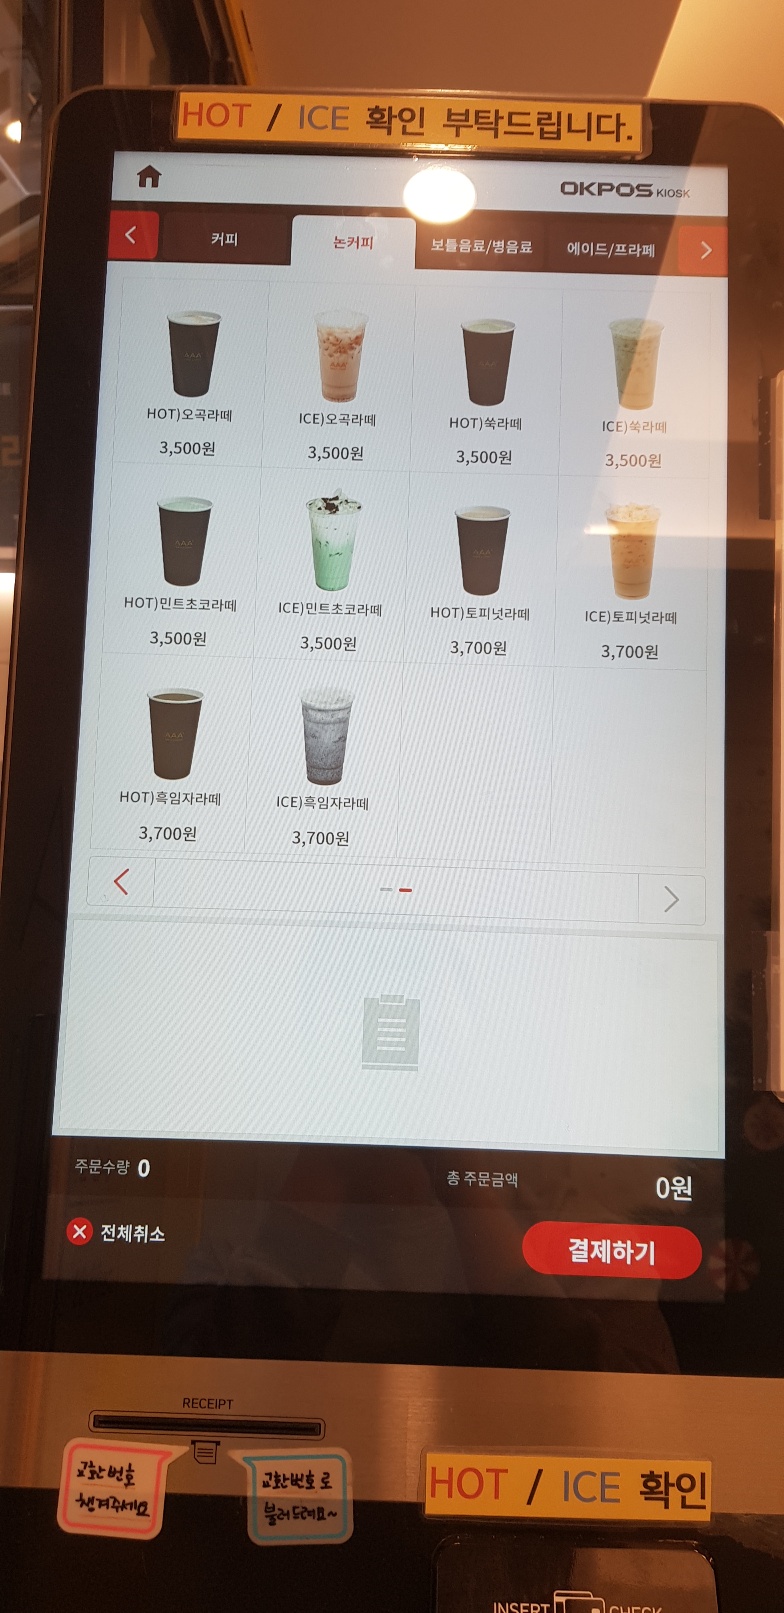 HOT / ICE 확인 부탁드립니다.
OKPOS KIOSK
커피
논커피
보틀음료/병음료
에이드/프라페
HOT)오곡라떼
ICE)오곡라떼
HOT)쑥라떼
ICE)쑥라떼
3,500원
3,500원
3,500원
3,500원
HOT)민트초코라떼
ICE)민트초코라떼
HOT)토피넛라떼
ICE)토피넛라떼
3,500원
3,500원
3,700원
3,700원
HOT)흑임자라떼
ICE)흑임자라떼
3,700원
3,700원
주문수량 0
총 주문금액
0원
전체취소
결제하기
RECEIPT
교환번호
챙겨주세요
교환번호로
불러드려요~
HOT / ICE 확인
INSERT
CHECK